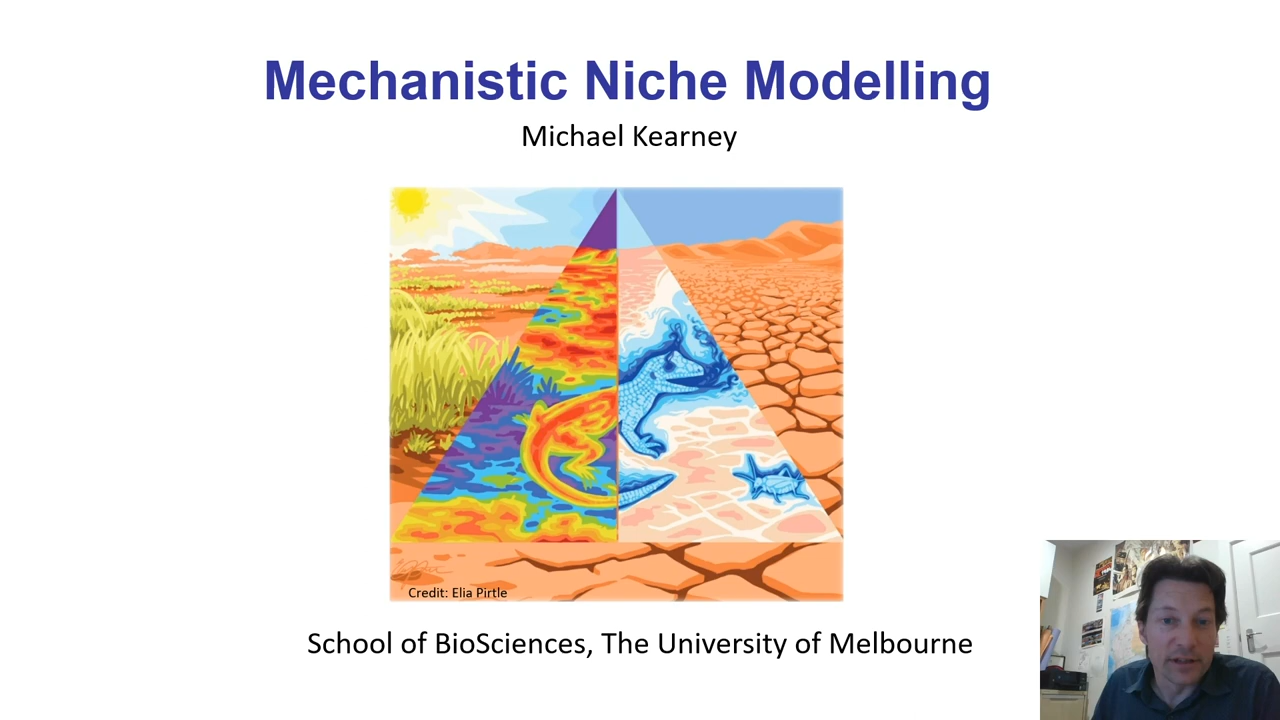 Mechanistic Niche Modelling
Michael Kearney
Credit: Elia Pirtle
School of BioSciences, The University of Melbourne